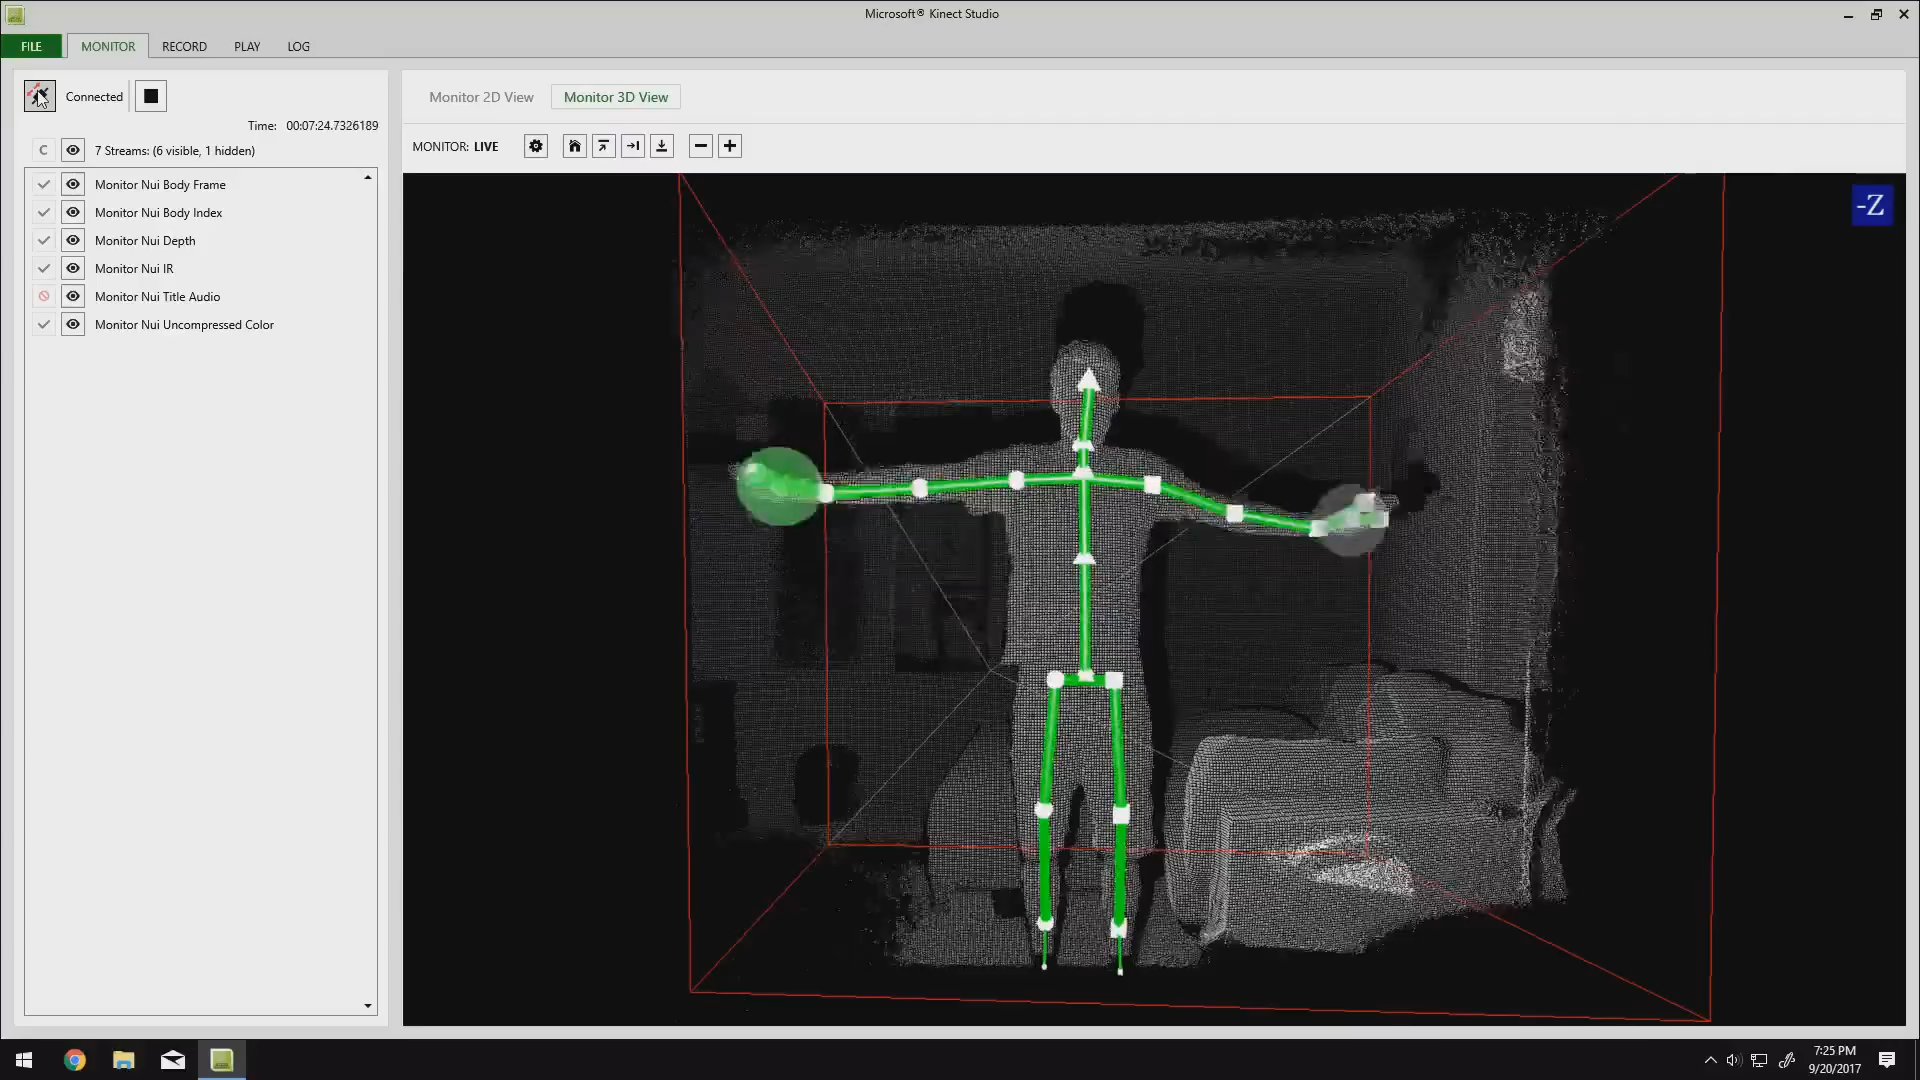 Microsoft® Kinect Studio
FILE
MONITOR
RECORD
PLAY
LOG
Connected
Time: 00:07:24.7326189
C
7 Streams: (6 visible, 1 hidden)
Monitor Nui Body Frame
Monitor Nui Body Index
Monitor Nui Depth
Monitor Nui IR
Monitor Nui Title Audio
Monitor Nui Uncompressed Color
Monitor 2D View
Monitor 3D View
MONITOR: LIVE
-Z
7:25 PM
9/20/2017